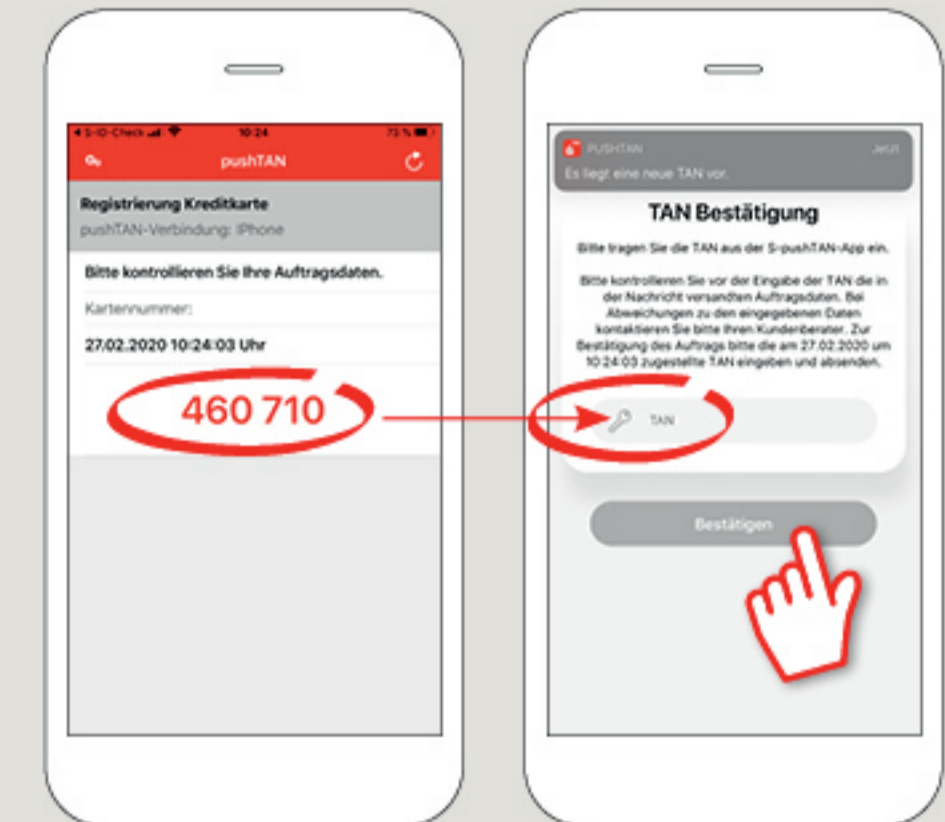 S-ID-Check 10:24 73 %
pushTAN
Registrierung Kreditkarte
pushTAN-Verbindung: iPhone
Bitte kontrollieren Sie Ihre Auftragsdaten.
Kartennummer:
27.02.2020 10:24:03 Uhr
460 710
PUSHTAN Jetzt
Es liegt eine neue TAN vor.
TAN Bestätigung
Bitte tragen Sie die TAN aus der S-pushTAN-App ein.
Bitte kontrollieren Sie vor der Eingabe der TAN die in
der Nachricht versandten Auftragsdaten. Bei
Abweichungen zu den eingegebenen Daten
kontaktieren Sie bitte Ihren Kundenberater. Zur
Bestätigung des Auftrags bitte die am 27.02.2020 um
10:24:03 zugestellte TAN eingeben und absenden.
TAN
Bestätigen